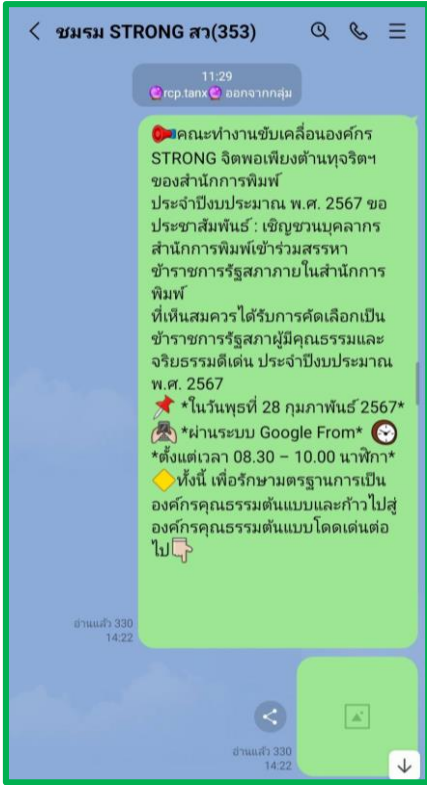 ชมรม STRONG สว(353)
11:29
rcp.tanx ออกจากกลุ่ม
คณะทำงานขับเคลื่อนองค์กร
STRONG จิตพอเพียงต้านทุจริตฯ
ของสำนักการพิมพ์
ประจำปีงบประมาณ พ.ศ. 2567 ขอ
ประชาสัมพันธ์ : เชิญชวนบุคลากร
สำนักการพิมพ์เข้าร่วมสรรหา
ข้าราชการรัฐสภาภายในสำนักการ
พิมพ์
ที่เห็นสมควรได้รับการคัดเลือกเป็น
ข้าราชการรัฐสภาผู้มีคุณธรรมและ
จริยธรรมดีเด่น ประจำปีงบประมาณ
พ.ศ. 2567
📌 *ในวันพุธที่ 28 กุมภาพันธ์ 2567*
*ผ่านระบบ Google From*
*ตั้งแต่เวลา 08.30 – 10.00 นาฬิกา*
🔶ทั้งนี้ เพื่อรักษามตรฐานการเป็น
องค์กรคุณธรรมต้นแบบและก้าวไปสู่
องค์กรคุณธรรมต้นแบบโดดเด่นต่อ
ไป👇
อ่านแล้ว 330
14:22
อ่านแล้ว 330
14:22